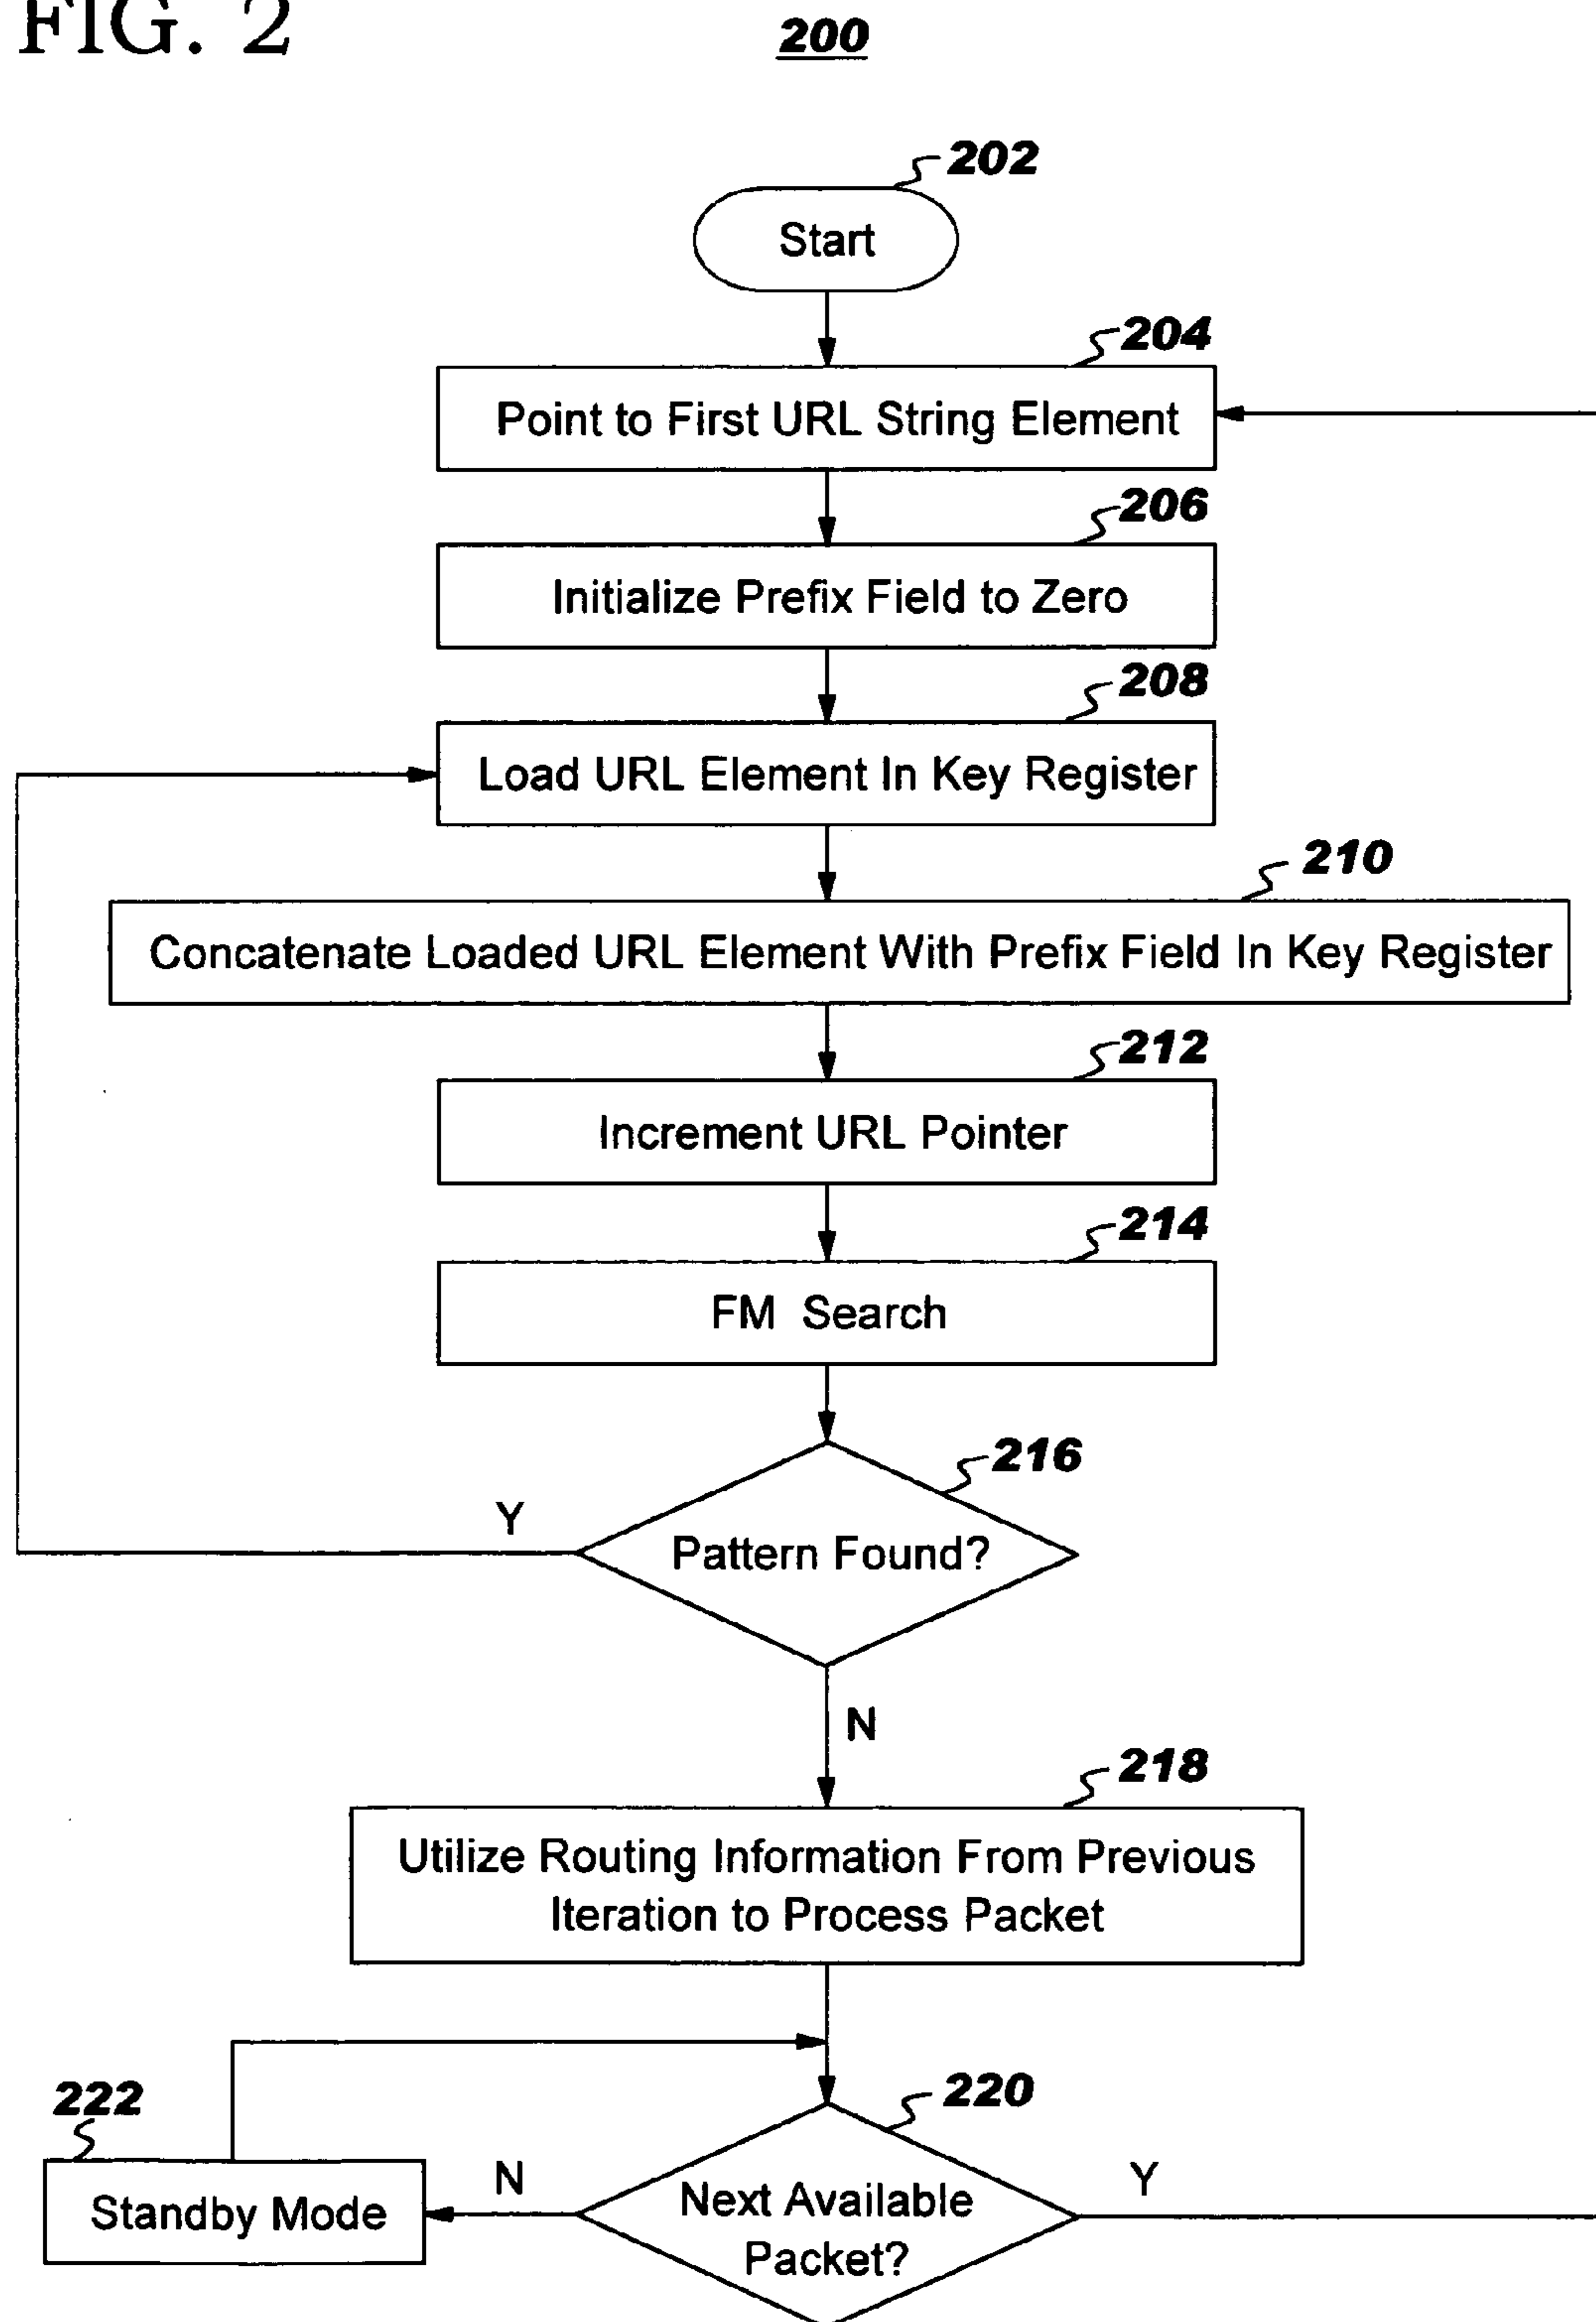 FIG. 2
200
202
Start
204
Point to First URL String Element
206
Initialize Prefix Field to Zero
208
Load URL Element In Key Register
210
Concatenate Loaded URL Element With Prefix Field In Key Register
212
Increment URL Pointer
214
FM Search
216
Y
Pattern Found?
N
218
Utilize Routing Information From Previous
Iteration to Process Packet
220
222
N
Y
Standby Mode
Next Available
Packet?